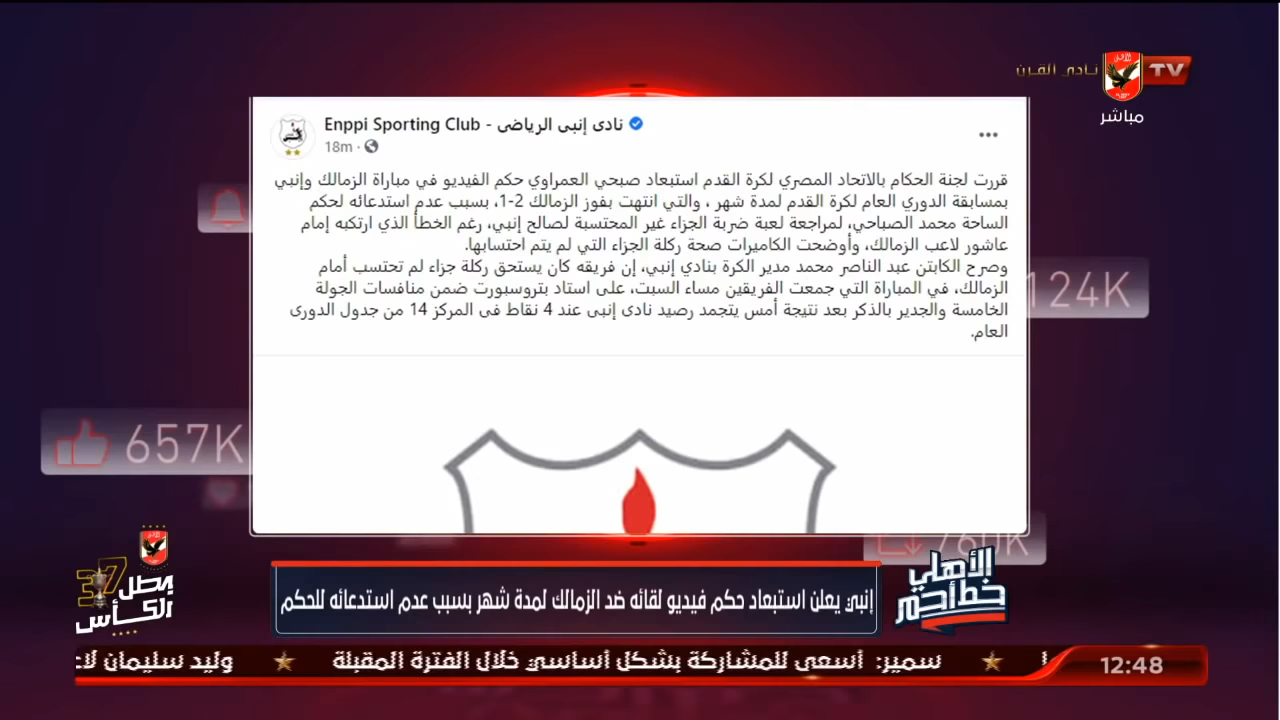 نادي القرن
TV
مباشر
Enppi Sporting Club - نادى إنبى الرياضى
18m ·
قررت لجنة الحكام بالاتحاد المصري لكرة القدم استبعاد صبحي العمراوي حكم الفيديو في مباراة الزمالك وإنبي
بمسابقة الدوري العام لكرة القدم لمدة شهر ، والتي انتهت بفوز الزمالك 2-1، بسبب عدم استدعائه لحكم
الساحة محمد الصباحي، لمراجعة لعبة ضربة الجزاء غير المحتسبة لصالح إنبي، رغم الخطأ الذي ارتكبه إمام
عاشور لاعب الزمالك، وأوضحت الكاميرات صحة ركلة الجزاء التي لم يتم احتسابها.
وصرح الكابتن عبد الناصر محمد مدير الكرة بنادي إنبي، إن فريقه كان يستحق ركلة جزاء لم تحتسب أمام
الزمالك، في المباراة التي جمعت الفريقين مساء السبت، على استاد بتروسبورت ضمن منافسات الجولة
الخامسة والجدير بالذكر بعد نتيجة أمس يتجمد رصيد نادى إنبى عند 4 نقاط فى المركز 14 من جدول الدورى
العام.
124K
657K
760K
الأهلي
خط أحمر
بطل الكأس 37
إنبي يعلن استبعاد حكم فيديو لقائه ضد الزمالك لمدة شهر بسبب عدم استدعائه للحكم
سمير: أسعى للمشاركة بشكل أساسي خلال الفترة المقبلة
وليد سليمان
12:48